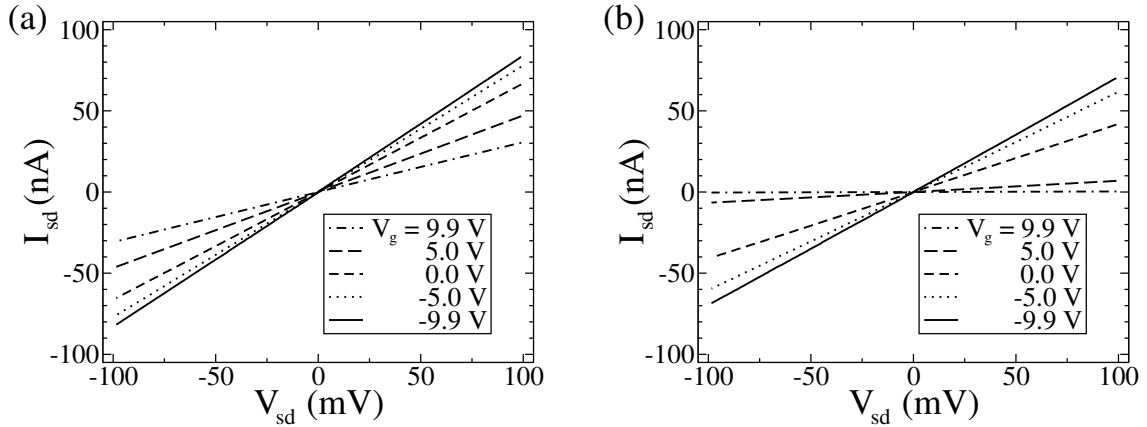 (a)
100
50
0
-50
-100
I_sd (nA)
-100 -50 0 50 100
V_sd (mV)
V_g = 9.9 V
5.0 V
0.0 V
-5.0 V
-9.9 V
(b)
100
50
0
-50
-100
I_sd (nA)
-100 -50 0 50 100
V_sd (mV)
V_g = 9.9 V
5.0 V
0.0 V
-5.0 V
-9.9 V